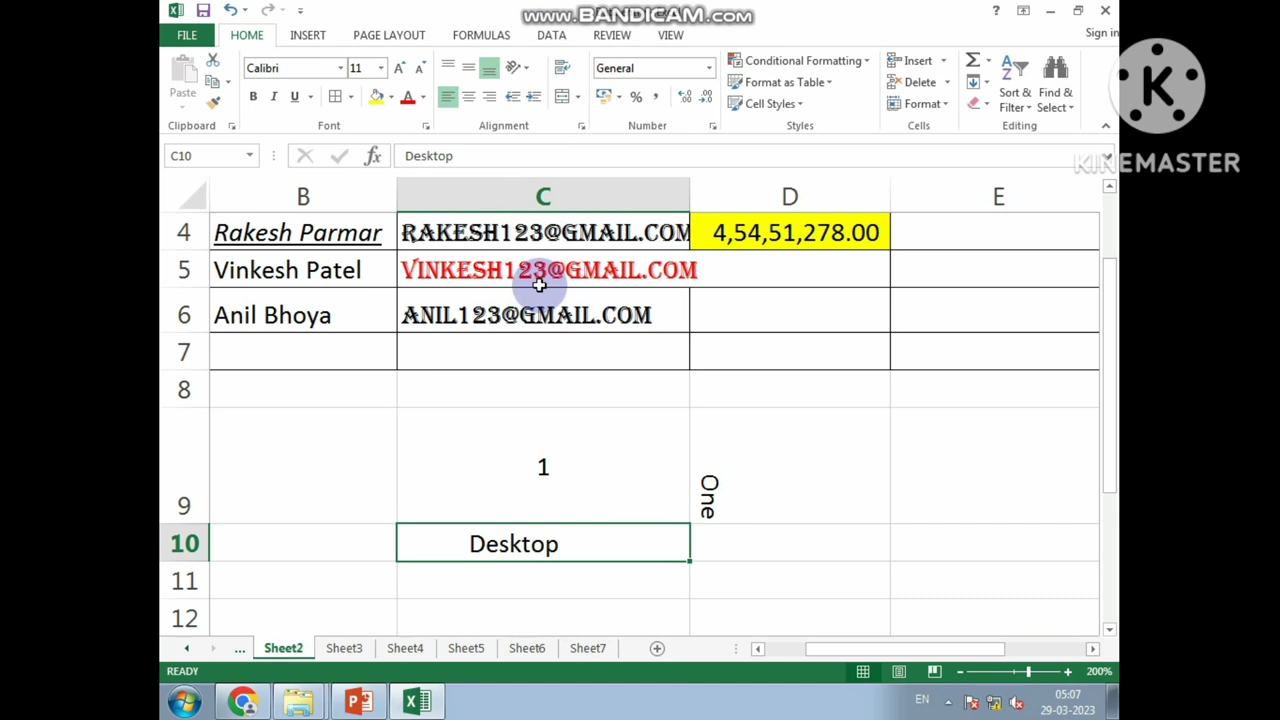 www.BANDICAM.com
Sign in
FILE HOME INSERT PAGE LAYOUT FORMULAS DATA REVIEW VIEW
K
KINEMASTER
Paste
Calibri 11
B I U A
General
% ,
Conditional Formatting
Format as Table
Cell Styles
Insert
Delete
Format
Sort & Filter
Find & Select
Clipboard Font Alignment Number Styles Cells Editing
C10 fx Desktop
B C D E
4 Rakesh Parmar RAKESH123@GMAIL.COM 4,54,51,278.00
5 Vinkesh Patel VINKESH123@GMAIL.COM
6 Anil Bhoya ANIL123@GMAIL.COM
7
8
9 1 One
10 Desktop
11
12
... Sheet2 Sheet3 Sheet4 Sheet5 Sheet6 Sheet7
READY 200%
EN 05:07
29-03-2023